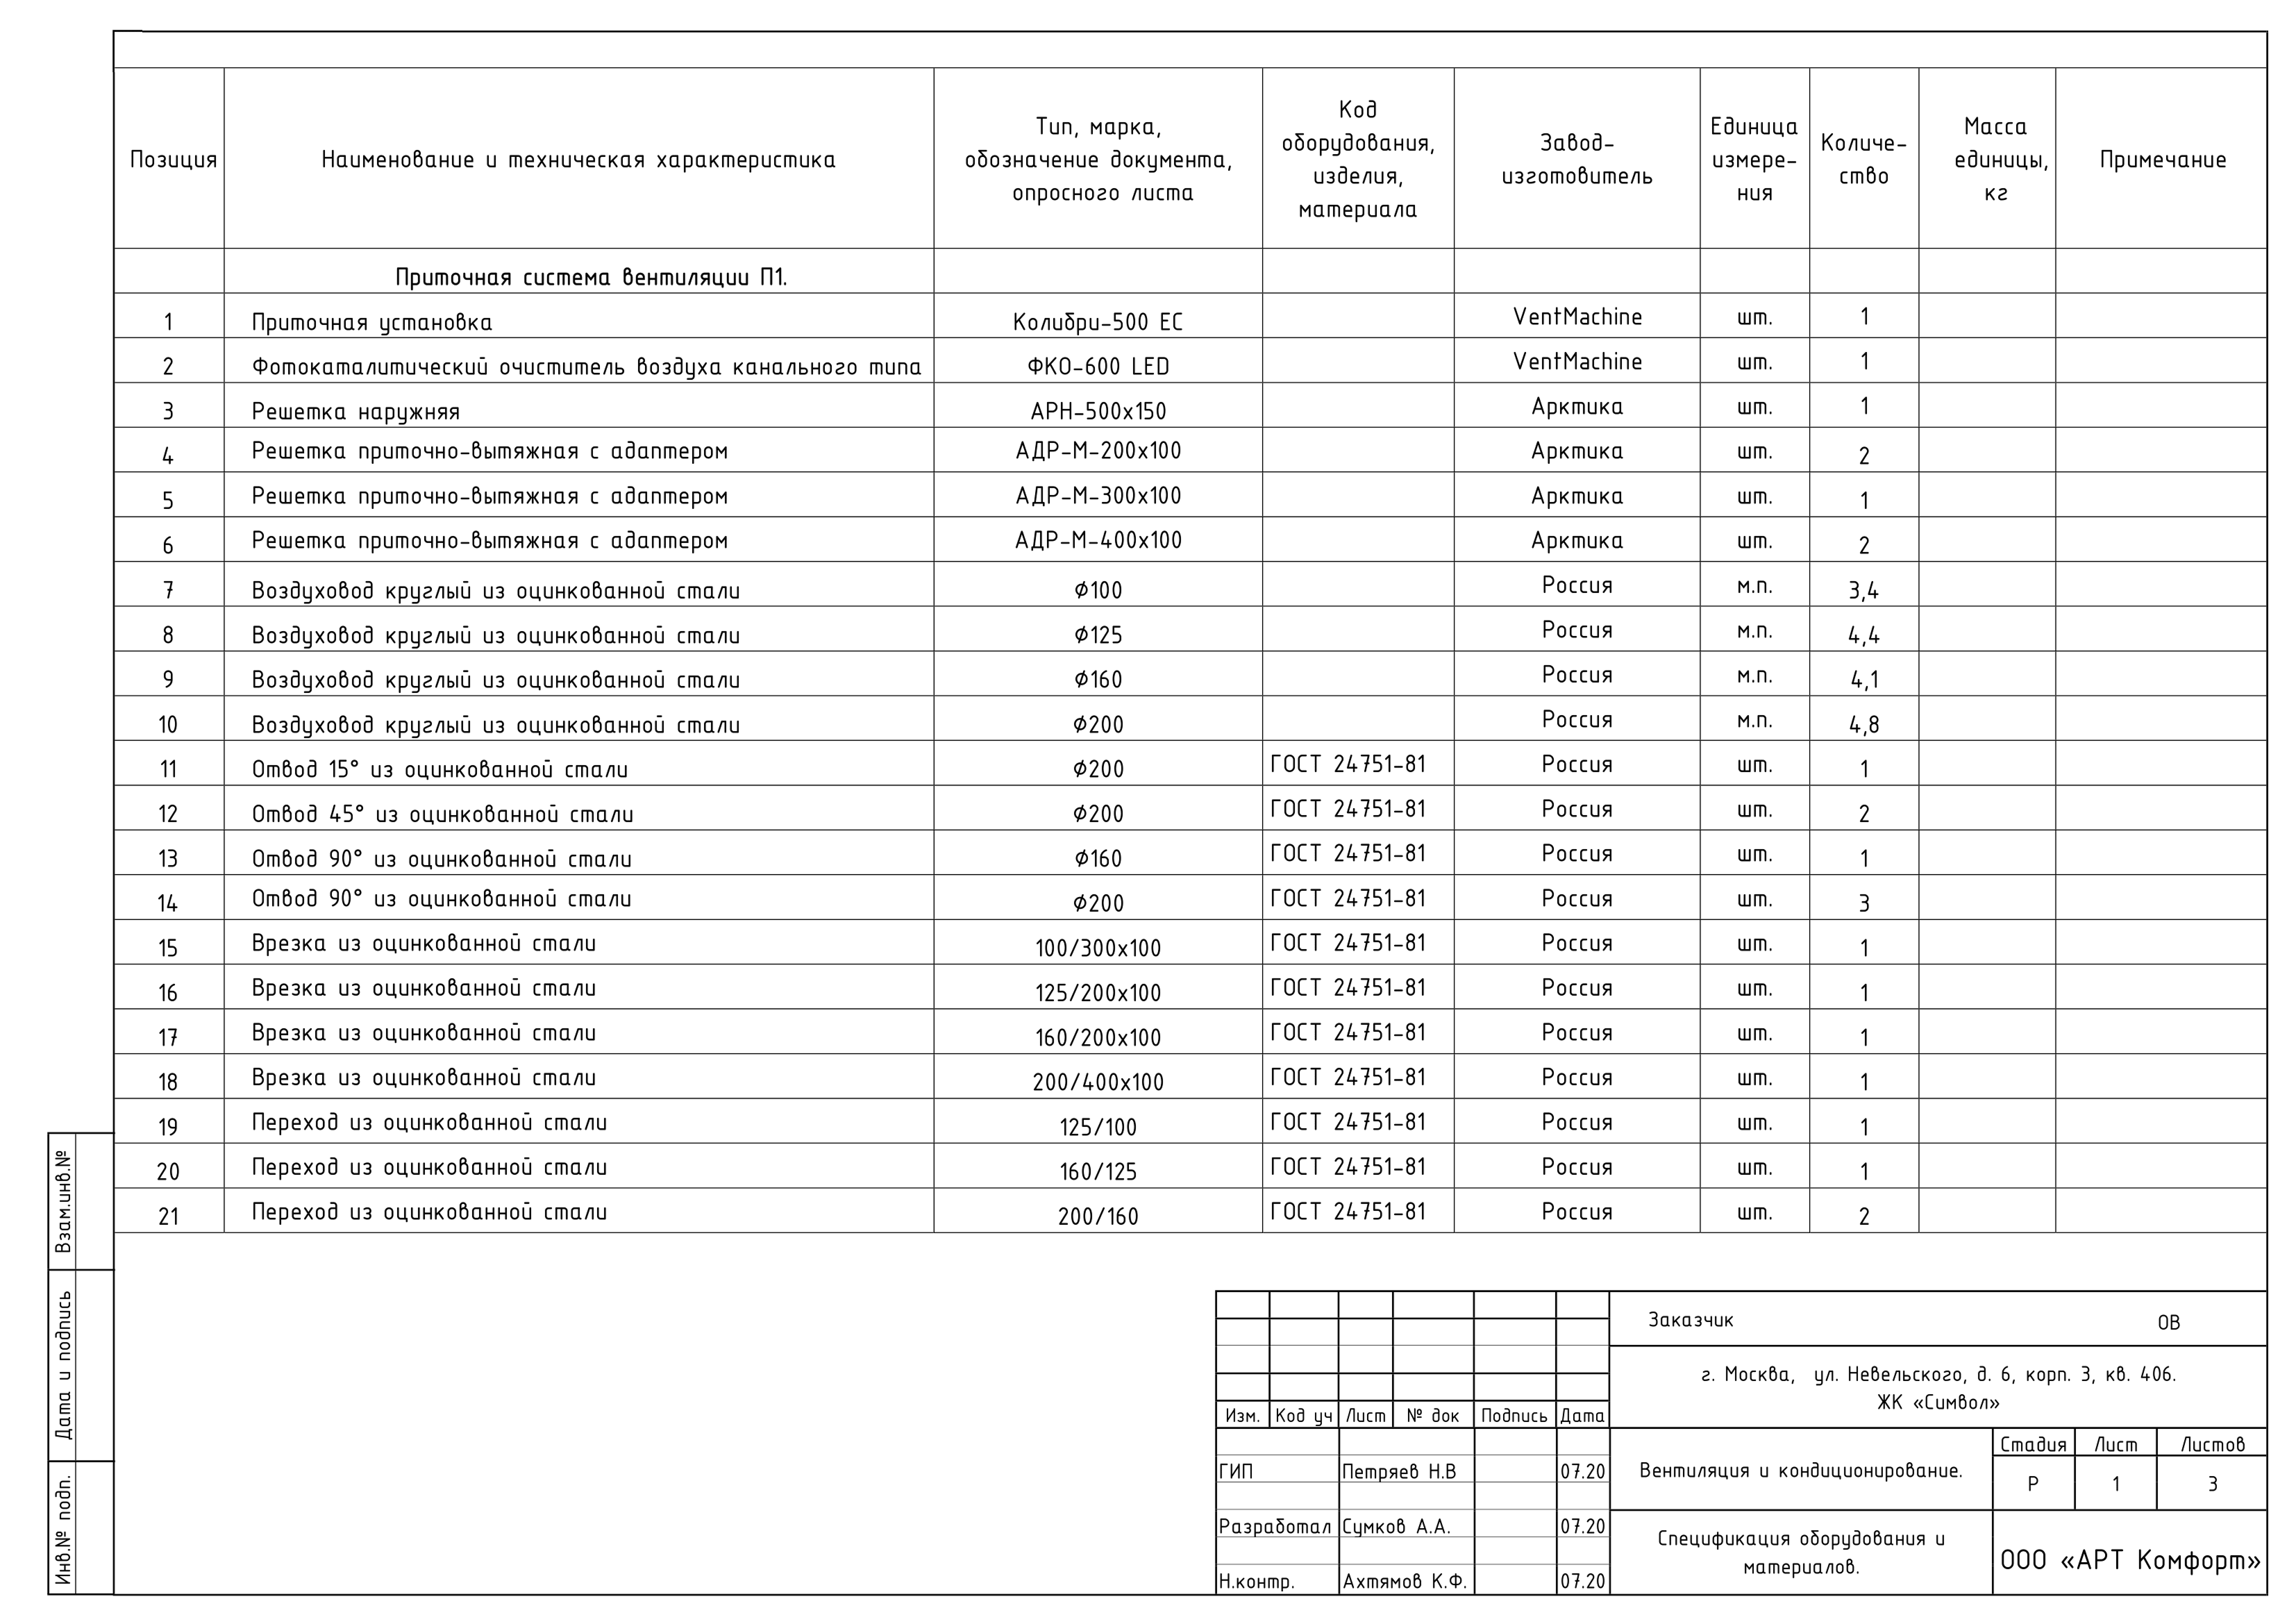 Позиция Наименование и техническая характеристика Тип, марка, обозначение документа, опросного листа Код оборудования, изделия, материала Завод-изготовитель Единица измере-ния Количе-ство Масса единицы, кг Примечание
Приточная система вентиляции П1.
1 Приточная установка Колибри-500 ЕС VentMachine шт. 1
2 Фотокаталитический очиститель воздуха канального типа ФКО-600 LED VentMachine шт. 1
3 Решетка наружняя АРН-500х150 Арктика шт. 1
4 Решетка приточно-вытяжная с адаптером АДР-М-200х100 Арктика шт. 2
5 Решетка приточно-вытяжная с адаптером АДР-М-300х100 Арктика шт. 1
6 Решетка приточно-вытяжная с адаптером АДР-М-400х100 Арктика шт. 2
7 Воздуховод круглый из оцинкованной стали Ф100 Россия м.п. 3,4
8 Воздуховод круглый из оцинкованной стали Ф125 Россия м.п. 4,4
9 Воздуховод круглый из оцинкованной стали Ф160 Россия м.п. 4,1
10 Воздуховод круглый из оцинкованной стали Ф200 Россия м.п. 4,8
11 Отвод 15° из оцинкованной стали Ф200 ГОСТ 24751-81 Россия шт. 1
12 Отвод 45° из оцинкованной стали Ф200 ГОСТ 24751-81 Россия шт. 2
13 Отвод 90° из оцинкованной стали Ф160 ГОСТ 24751-81 Россия шт. 1
14 Отвод 90° из оцинкованной стали Ф200 ГОСТ 24751-81 Россия шт. 3
15 Врезка из оцинкованной стали 100/300х100 ГОСТ 24751-81 Россия шт. 1
16 Врезка из оцинкованной стали 125/200х100 ГОСТ 24751-81 Россия шт. 1
17 Врезка из оцинкованной стали 160/200х100 ГОСТ 24751-81 Россия шт. 1
18 Врезка из оцинкованной стали 200/400х100 ГОСТ 24751-81 Россия шт. 1
19 Переход из оцинкованной стали 125/100 ГОСТ 24751-81 Россия шт. 1
20 Переход из оцинкованной стали 160/125 ГОСТ 24751-81 Россия шт. 1
21 Переход из оцинкованной стали 200/160 ГОСТ 24751-81 Россия шт. 2
Взам.инв.№
Дата и подпись
Инв.№ подп.
Заказчик ОВ
г. Москва, ул. Невельского, д. 6, корп. 3, кв. 406.
ЖК «Символ»
Изм. Код уч Лист № док Подпись Дата
Вентиляция и кондиционирование.
Стадия Лист Листов
Р 1 3
ГИП Петряев Н.В 07.20
Разработал Сумков А.А. 07.20
Н.контр. Ахтямов К.Ф. 07.20
Спецификация оборудования и
материалов.
ООО «АРТ Комфорт»